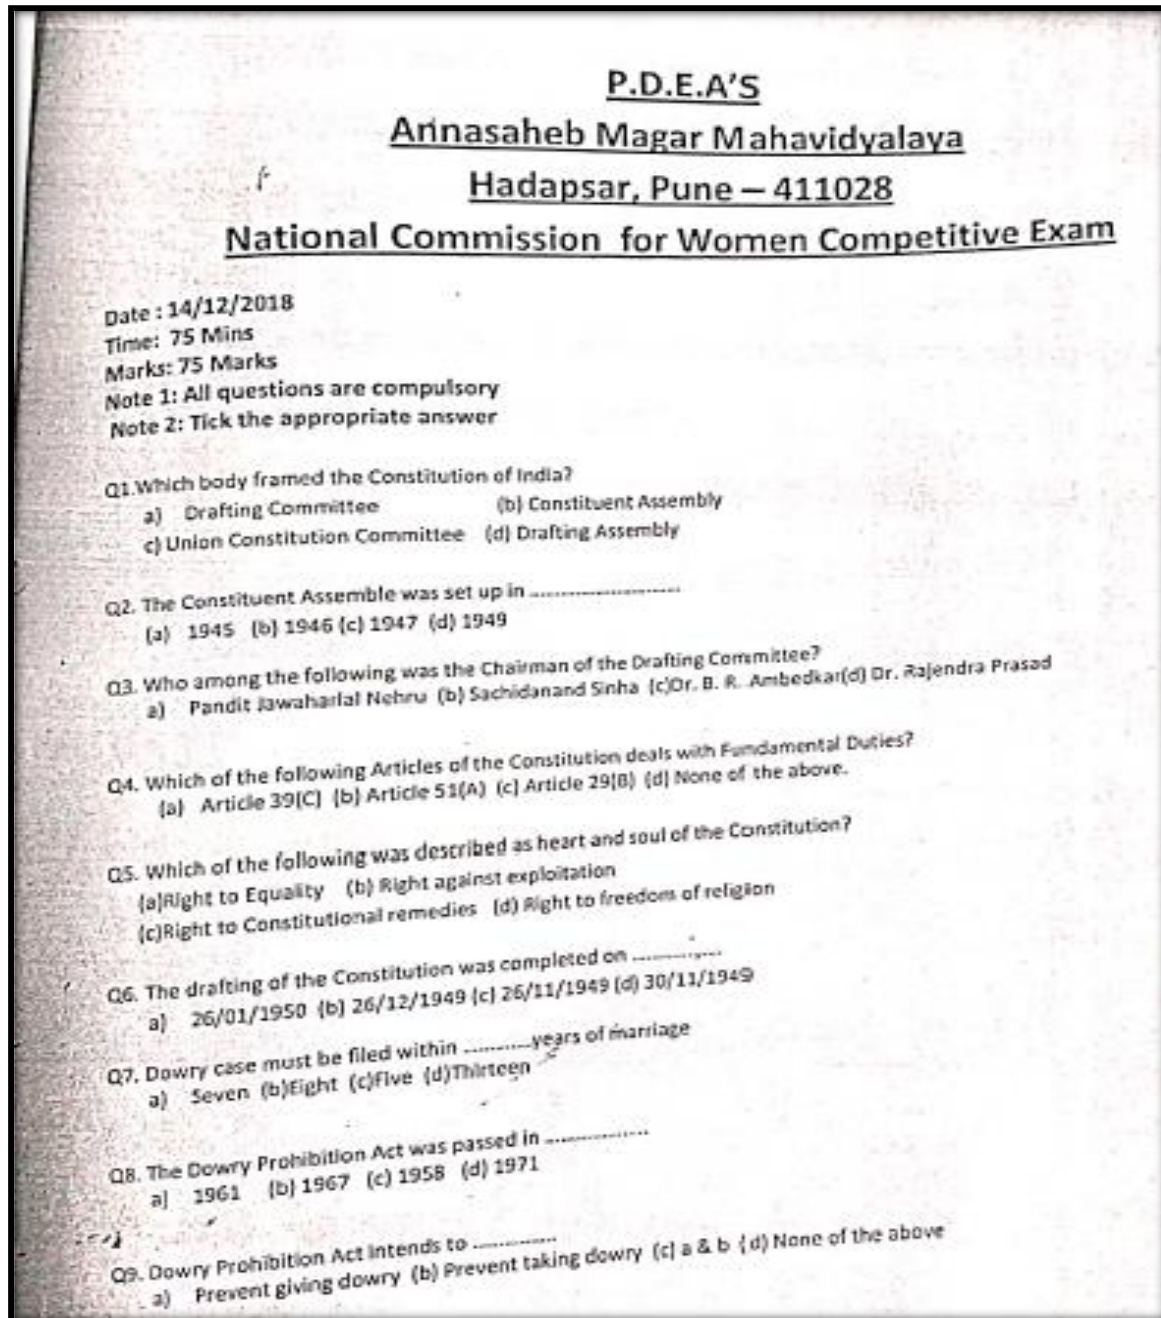 P.D.E.A'S
Annasaheb Magar Mahavidyalaya
Hadapsar, Pune – 411028
National Commission for Women Competitive Exam
Date : 14/12/2018
Time: 75 Mins
Marks: 75 Marks
Note 1: All questions are compulsory
Note 2: Tick the appropriate answer
Q1.Which body framed the Constitution of India?
a) Drafting Committee (b) Constituent Assembly
c) Union Constitution Committee (d) Drafting Assembly
Q2. The Constituent Assemble was set up in ........................
(a) 1945 (b) 1946 (c) 1947 (d) 1949
Q3. Who among the following was the Chairman of the Drafting Committee?
a) Pandit Jawaharlal Nehru (b) Sachidanand Sinha (c)Dr. B. R. Ambedkar(d) Dr. Rajendra Prasad
Q4. Which of the following Articles of the Constitution deals with Fundamental Duties?
(a) Article 39(C) (b) Article 51(A) (c) Article 29(B) (d) None of the above.
Q5. Which of the following was described as heart and soul of the Constitution?
(a)Right to Equality (b) Right against exploitation
(c)Right to Constitutional remedies (d) Right to freedom of religion
Q6. The drafting of the Constitution was completed on ..............
a) 26/01/1950 (b) 26/12/1949 (c) 26/11/1949 (d) 30/11/1949
Q7. Dowry case must be filed within ...........years of marriage
a) Seven (b)Eight (c)Five (d)Thirteen
Q8. The Dowry Prohibition Act was passed in .................
a) 1961 (b) 1967 (c) 1958 (d) 1971
Q9. Dowry Prohibition Act Intends to ..............
a) Prevent giving dowry (b) Prevent taking dowry (c) a & b (d) None of the above